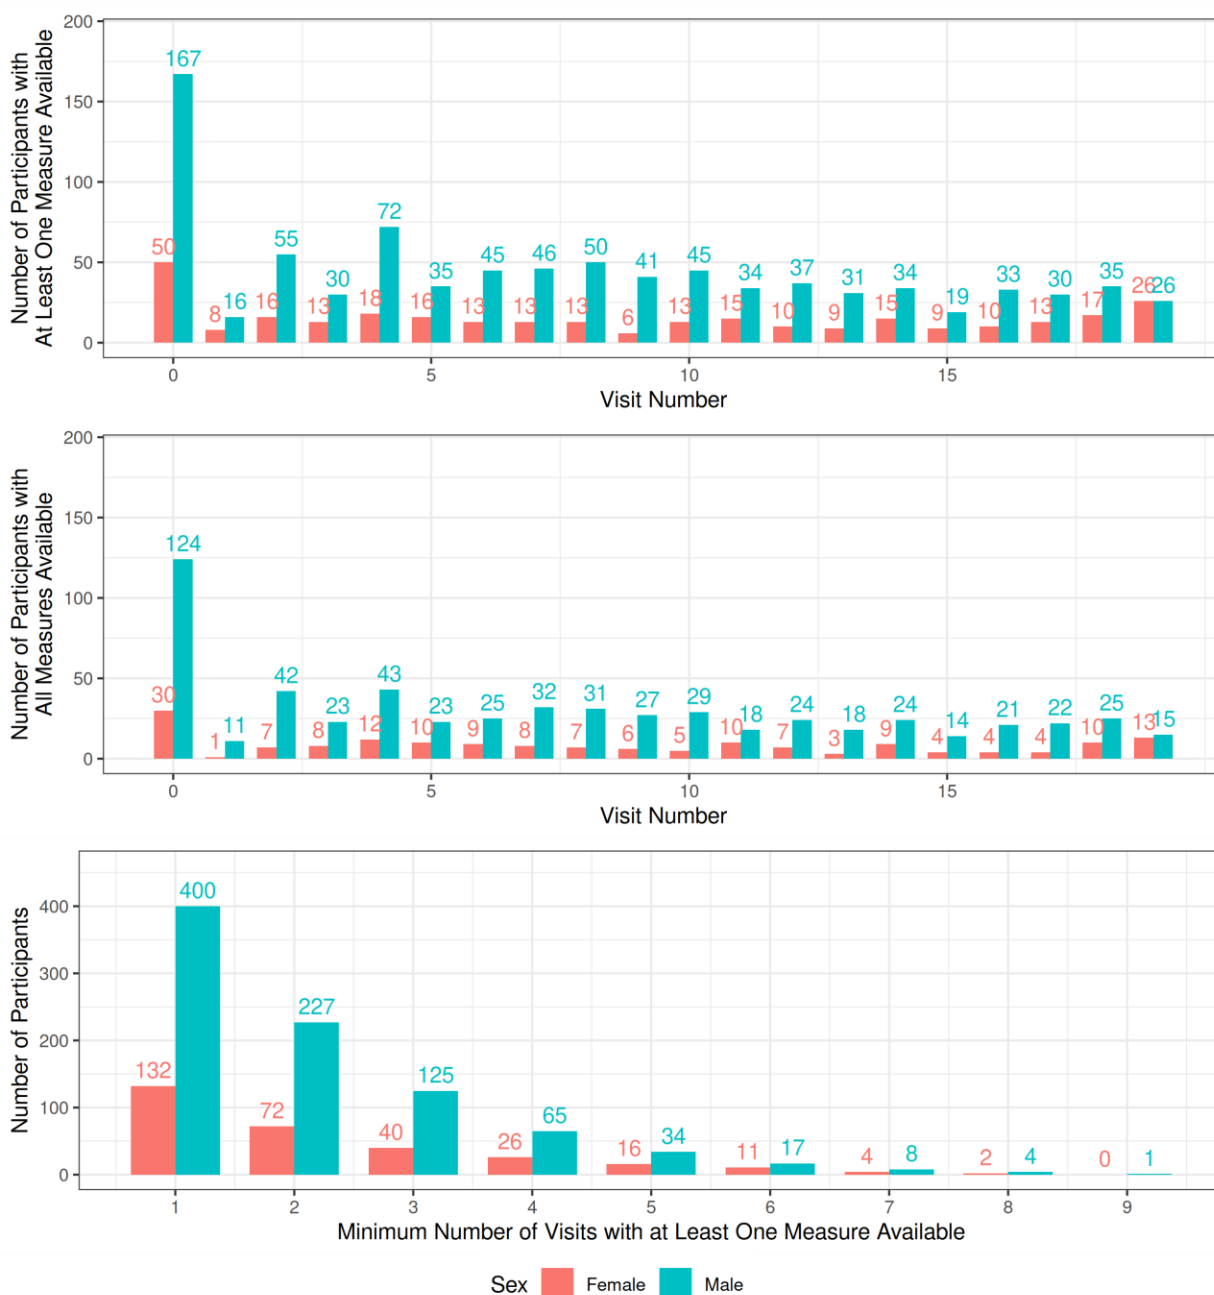 Number of Participants with
At Least One Measure Available
200
150
100
50
0
50 167 8 16 16 55 13 30 18 72 16 35 13 45 13 46 13 50 6 41 13 45 15 34 10 37 9 31 15 34 9 19 10 33 13 30 17 35 26 26
0 5 10 15
Visit Number
Number of Participants with
All Measures Available
200
150
100
50
0
30 124 1 11 7 42 8 23 12 43 10 23 9 25 8 32 7 31 6 27 5 29 10 18 7 24 3 18 9 24 4 14 4 21 4 22 10 25 13 15
0 5 10 15
Visit Number
Number of Participants
400
300
200
100
0
132 400 72 227 40 125 26 65 16 34 11 17 4 8 2 4 0 1
1 2 3 4 5 6 7 8 9
Minimum Number of Visits with at Least One Measure Available
Sex Female Male